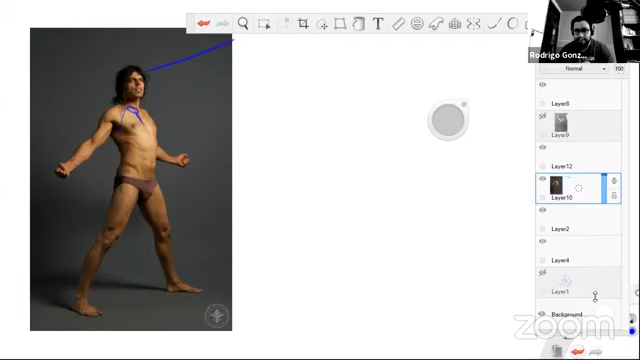 T
Rodrigo Gonz...
Normal
100
Layer8
Layer9
Layer12
Layer10
Layer2
Layer4
Layer1
Background
zoom